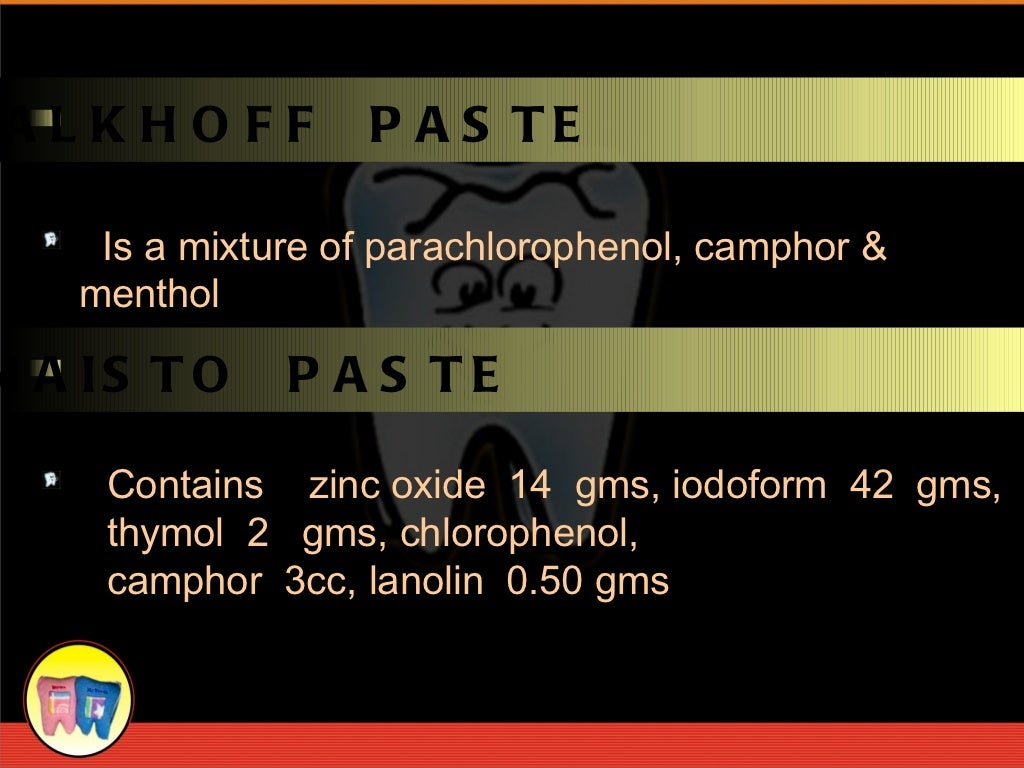 ALKHOFF PASTE
Is a mixture of parachlorophenol, camphor &
menthol
AISTO PASTE
Contains zinc oxide 14 gms, iodoform 42 gms,
thymol 2 gms, chlorophenol,
camphor 3cc, lanolin 0.50 gms